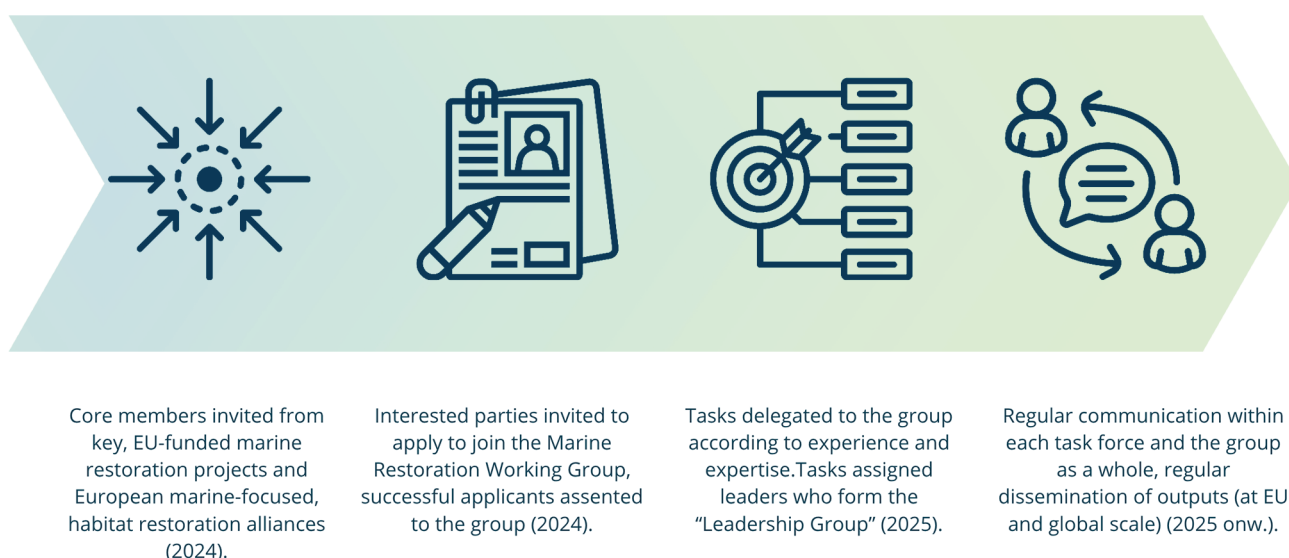 Core members invited from
key, EU-funded marine
restoration projects and
European marine-focused,
habitat restoration alliances
(2024).
Interested parties invited to
apply to join the Marine
Restoration Working Group,
successful applicants assented
to the group (2024).
Tasks delegated to the group
according to experience and
expertise.Tasks assigned
leaders who form the
“Leadership Group” (2025).
Regular communication within
each task force and the group
as a whole, regular
dissemination of outputs (at EU
and global scale) (2025 onw.).